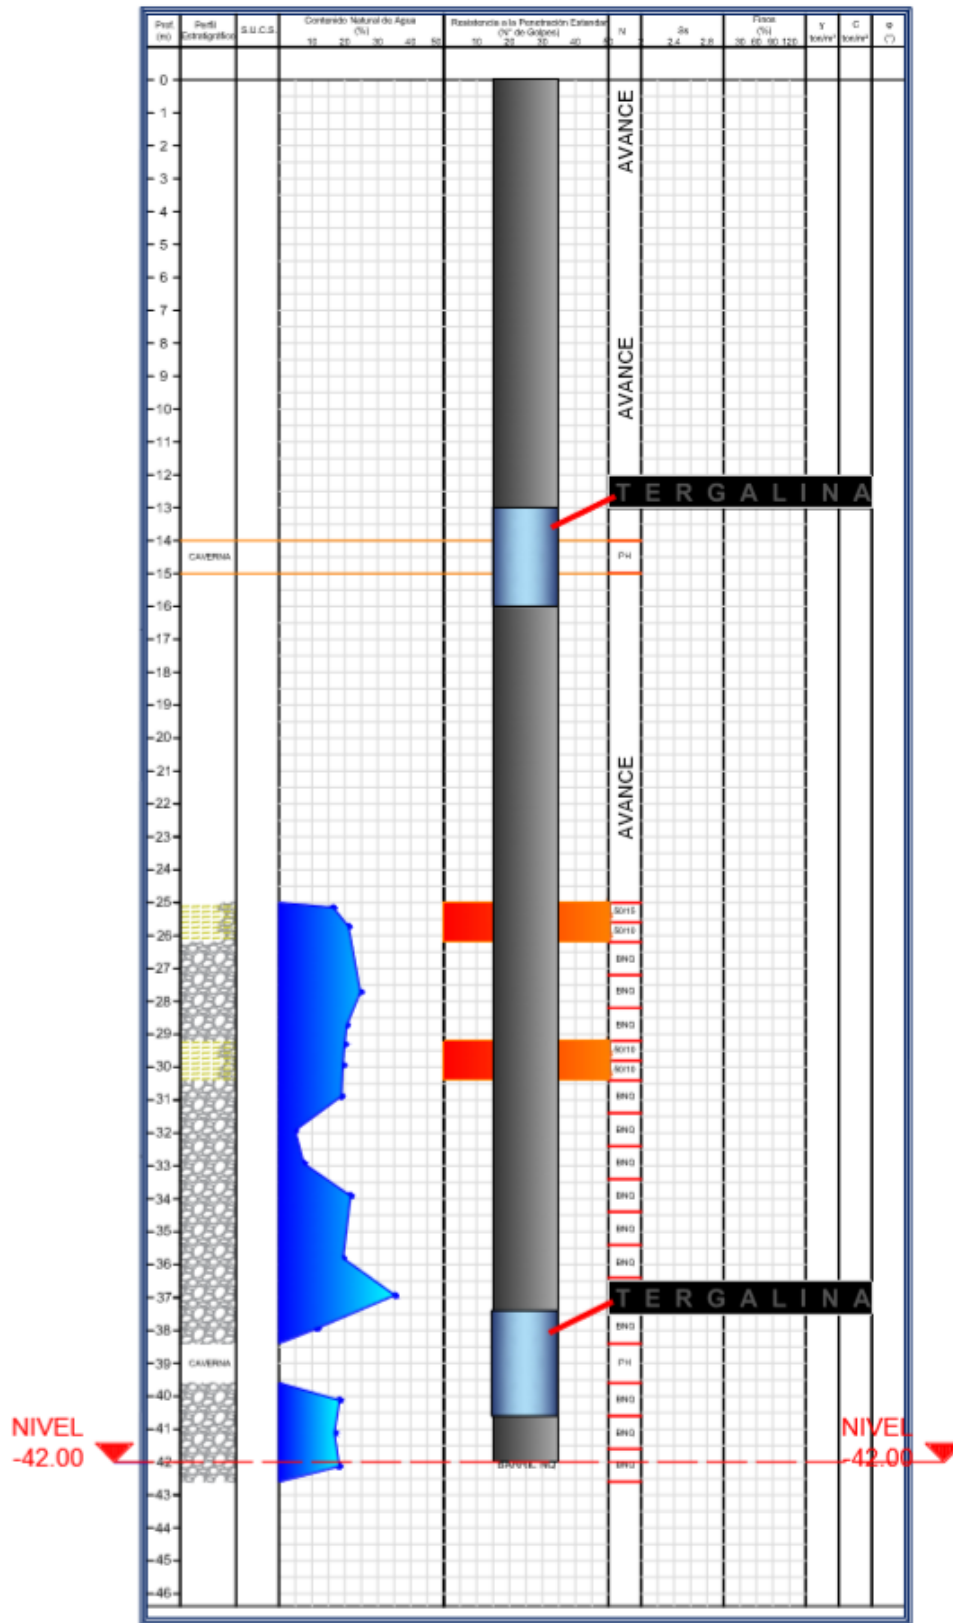 Prof. Perfil S.U.C.S. Contenido Natural de Agua Resistencia a la Penetración Estandar N Ss Finos γ C φ
(m) Estratigráfico (%) (N° de Golpes) (%) ton/m³ ton/m² (°)
10 20 30 40 50 10 20 30 40 2.4 2.8 30 60 90 120
0
1
AVANCE
2
3
4
5
6
7
8
AVANCE
9
10
11
12
TERGALINA
13
14
CAVERNA PH
15
16
17
18
19
20
21
AVANCE
22
23
24
25
50/15
50/10
26
BNQ
27
BNQ
28
BNQ
29
50/10
30
50/10
31
BNQ
32
BNQ
33
BNQ
34
BNQ
35
BNQ
36
BNQ
37
TERGALINA
38
BNQ
39
CAVERNA PH
40
BNQ
41
BNQ
NIVEL NIVEL
-42.00 -42.00
42
BARRIL NQ BNQ
43
44
45
46